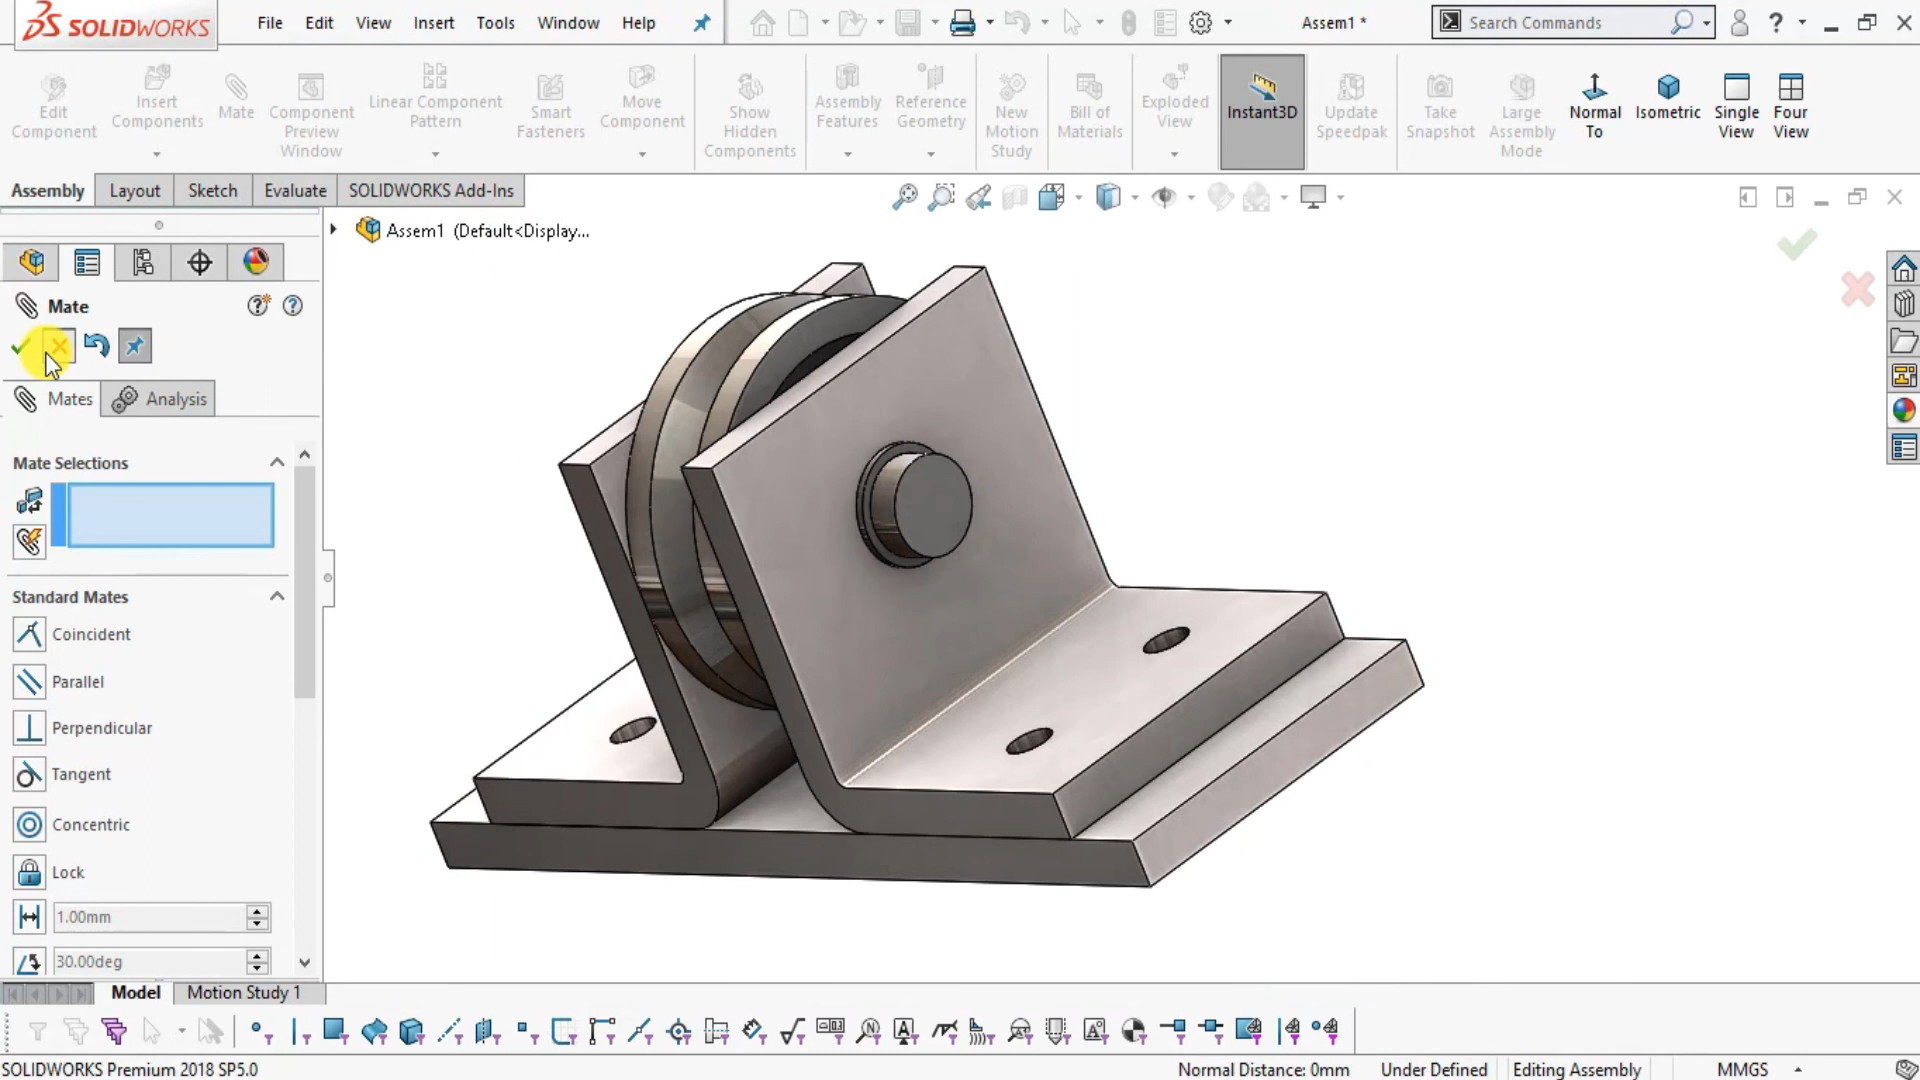 SOLIDWORKS
File Edit View Insert Tools Window Help
Assem1 *
Search Commands
Edit Component
Insert Components
Mate
Component Preview Window
Linear Component Pattern
Smart Fasteners
Move Component
Show Hidden Components
Assembly Features
Reference Geometry
New Motion Study
Bill of Materials
Exploded View
Instant3D
Update Speedpak
Take Snapshot
Large Assembly Mode
Normal To
Isometric
Single View
Four View
Assembly Layout Sketch Evaluate SOLIDWORKS Add-Ins
Assem1 (Default<Display...
Mate
Mates Analysis
Mate Selections
Standard Mates
Coincident
Parallel
Perpendicular
Tangent
Concentric
Lock
1.00mm
30.00deg
Model Motion Study 1
SOLIDWORKS Premium 2018 SP5.0
Normal Distance: 0mm Under Defined Editing Assembly MMGS